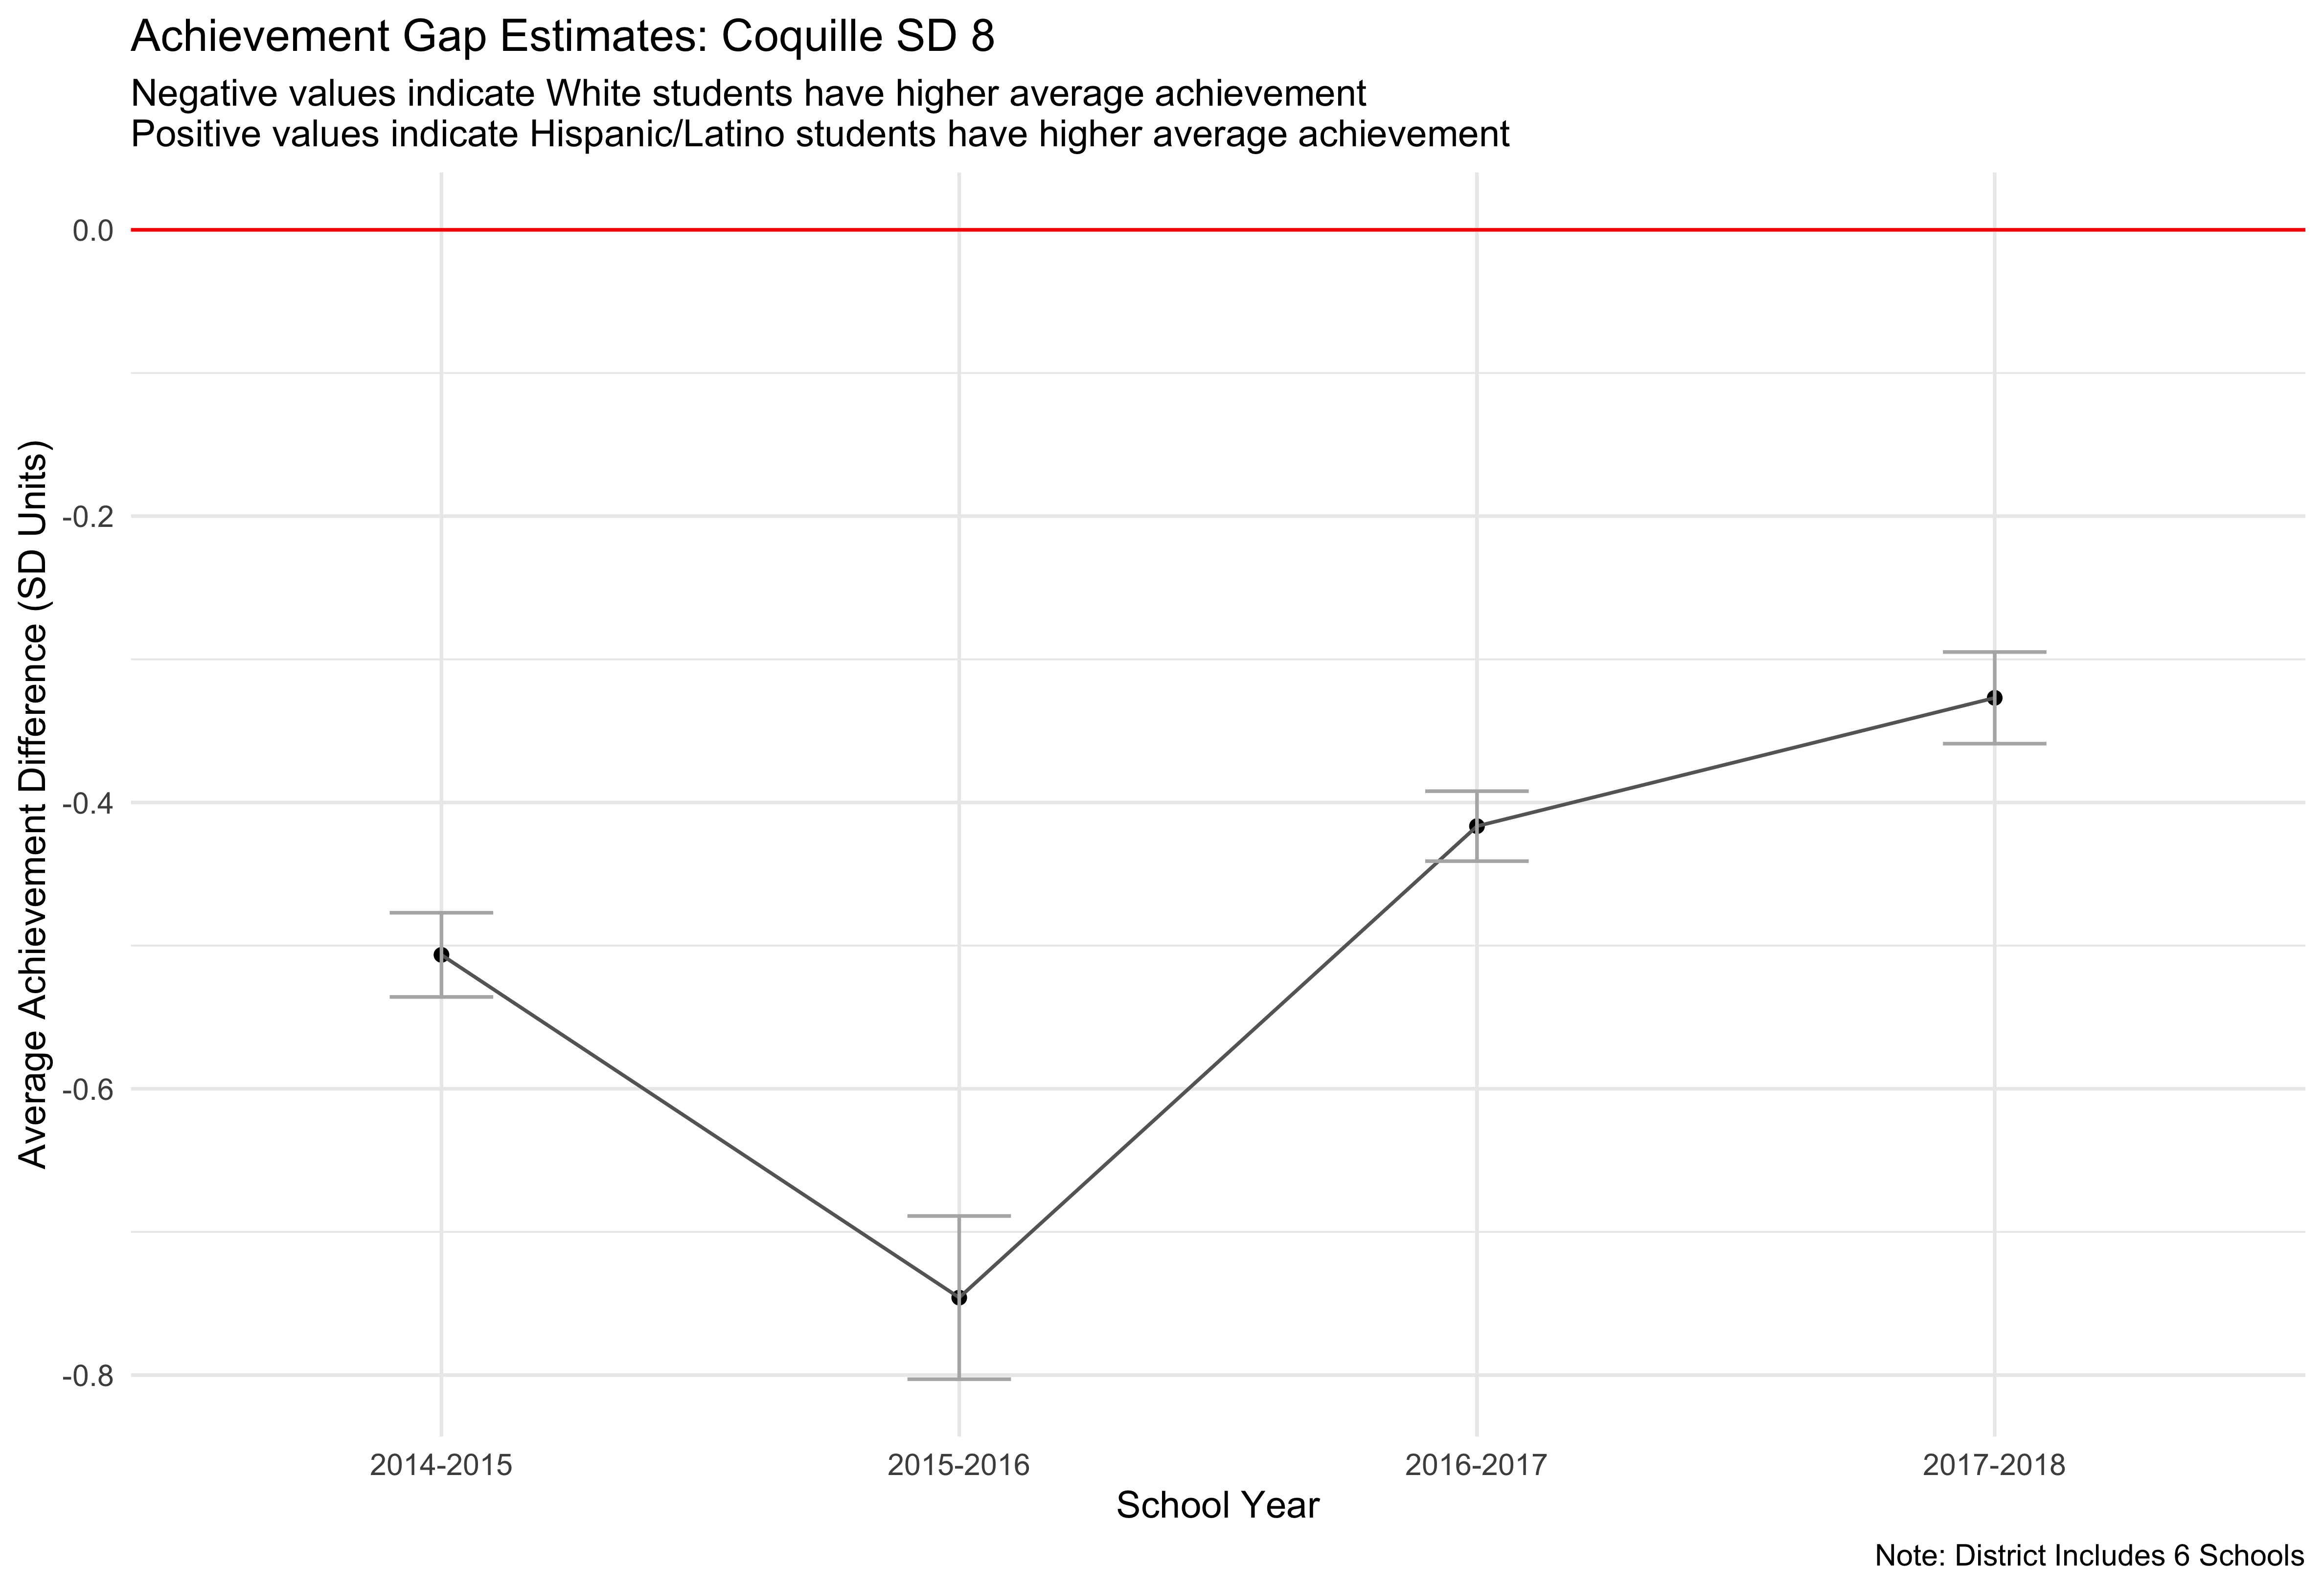 Achievement Gap Estimates: Coquille SD 8
Negative values indicate White students have higher average achievement
Positive values indicate Hispanic/Latino students have higher average achievement
Average Achievement Difference (SD Units)
0.0
-0.2
-0.4
-0.6
-0.8
2014-2015
2015-2016
2016-2017
2017-2018
School Year
Note: District Includes 6 Schools